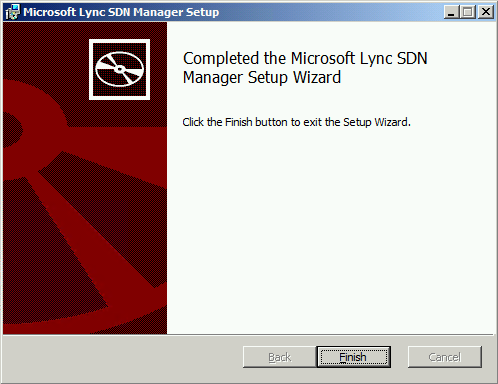 Microsoft Lync SDN Manager Setup
Completed the Microsoft Lync SDN
Manager Setup Wizard
Click the Finish button to exit the Setup Wizard.
Back Finish Cancel